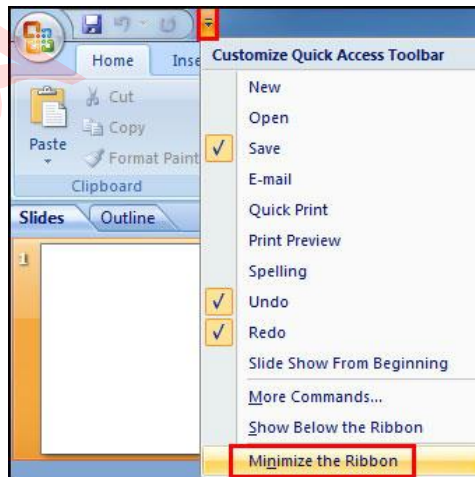 Home Inse
Customize Quick Access Toolbar
New
Open
Save
E-mail
Quick Print
Print Preview
Spelling
Undo
Redo
Slide Show From Beginning
More Commands...
Show Below the Ribbon
Minimize the Ribbon
Cut
Copy
Format Paint
Paste
Clipboard
Slides Outline
1